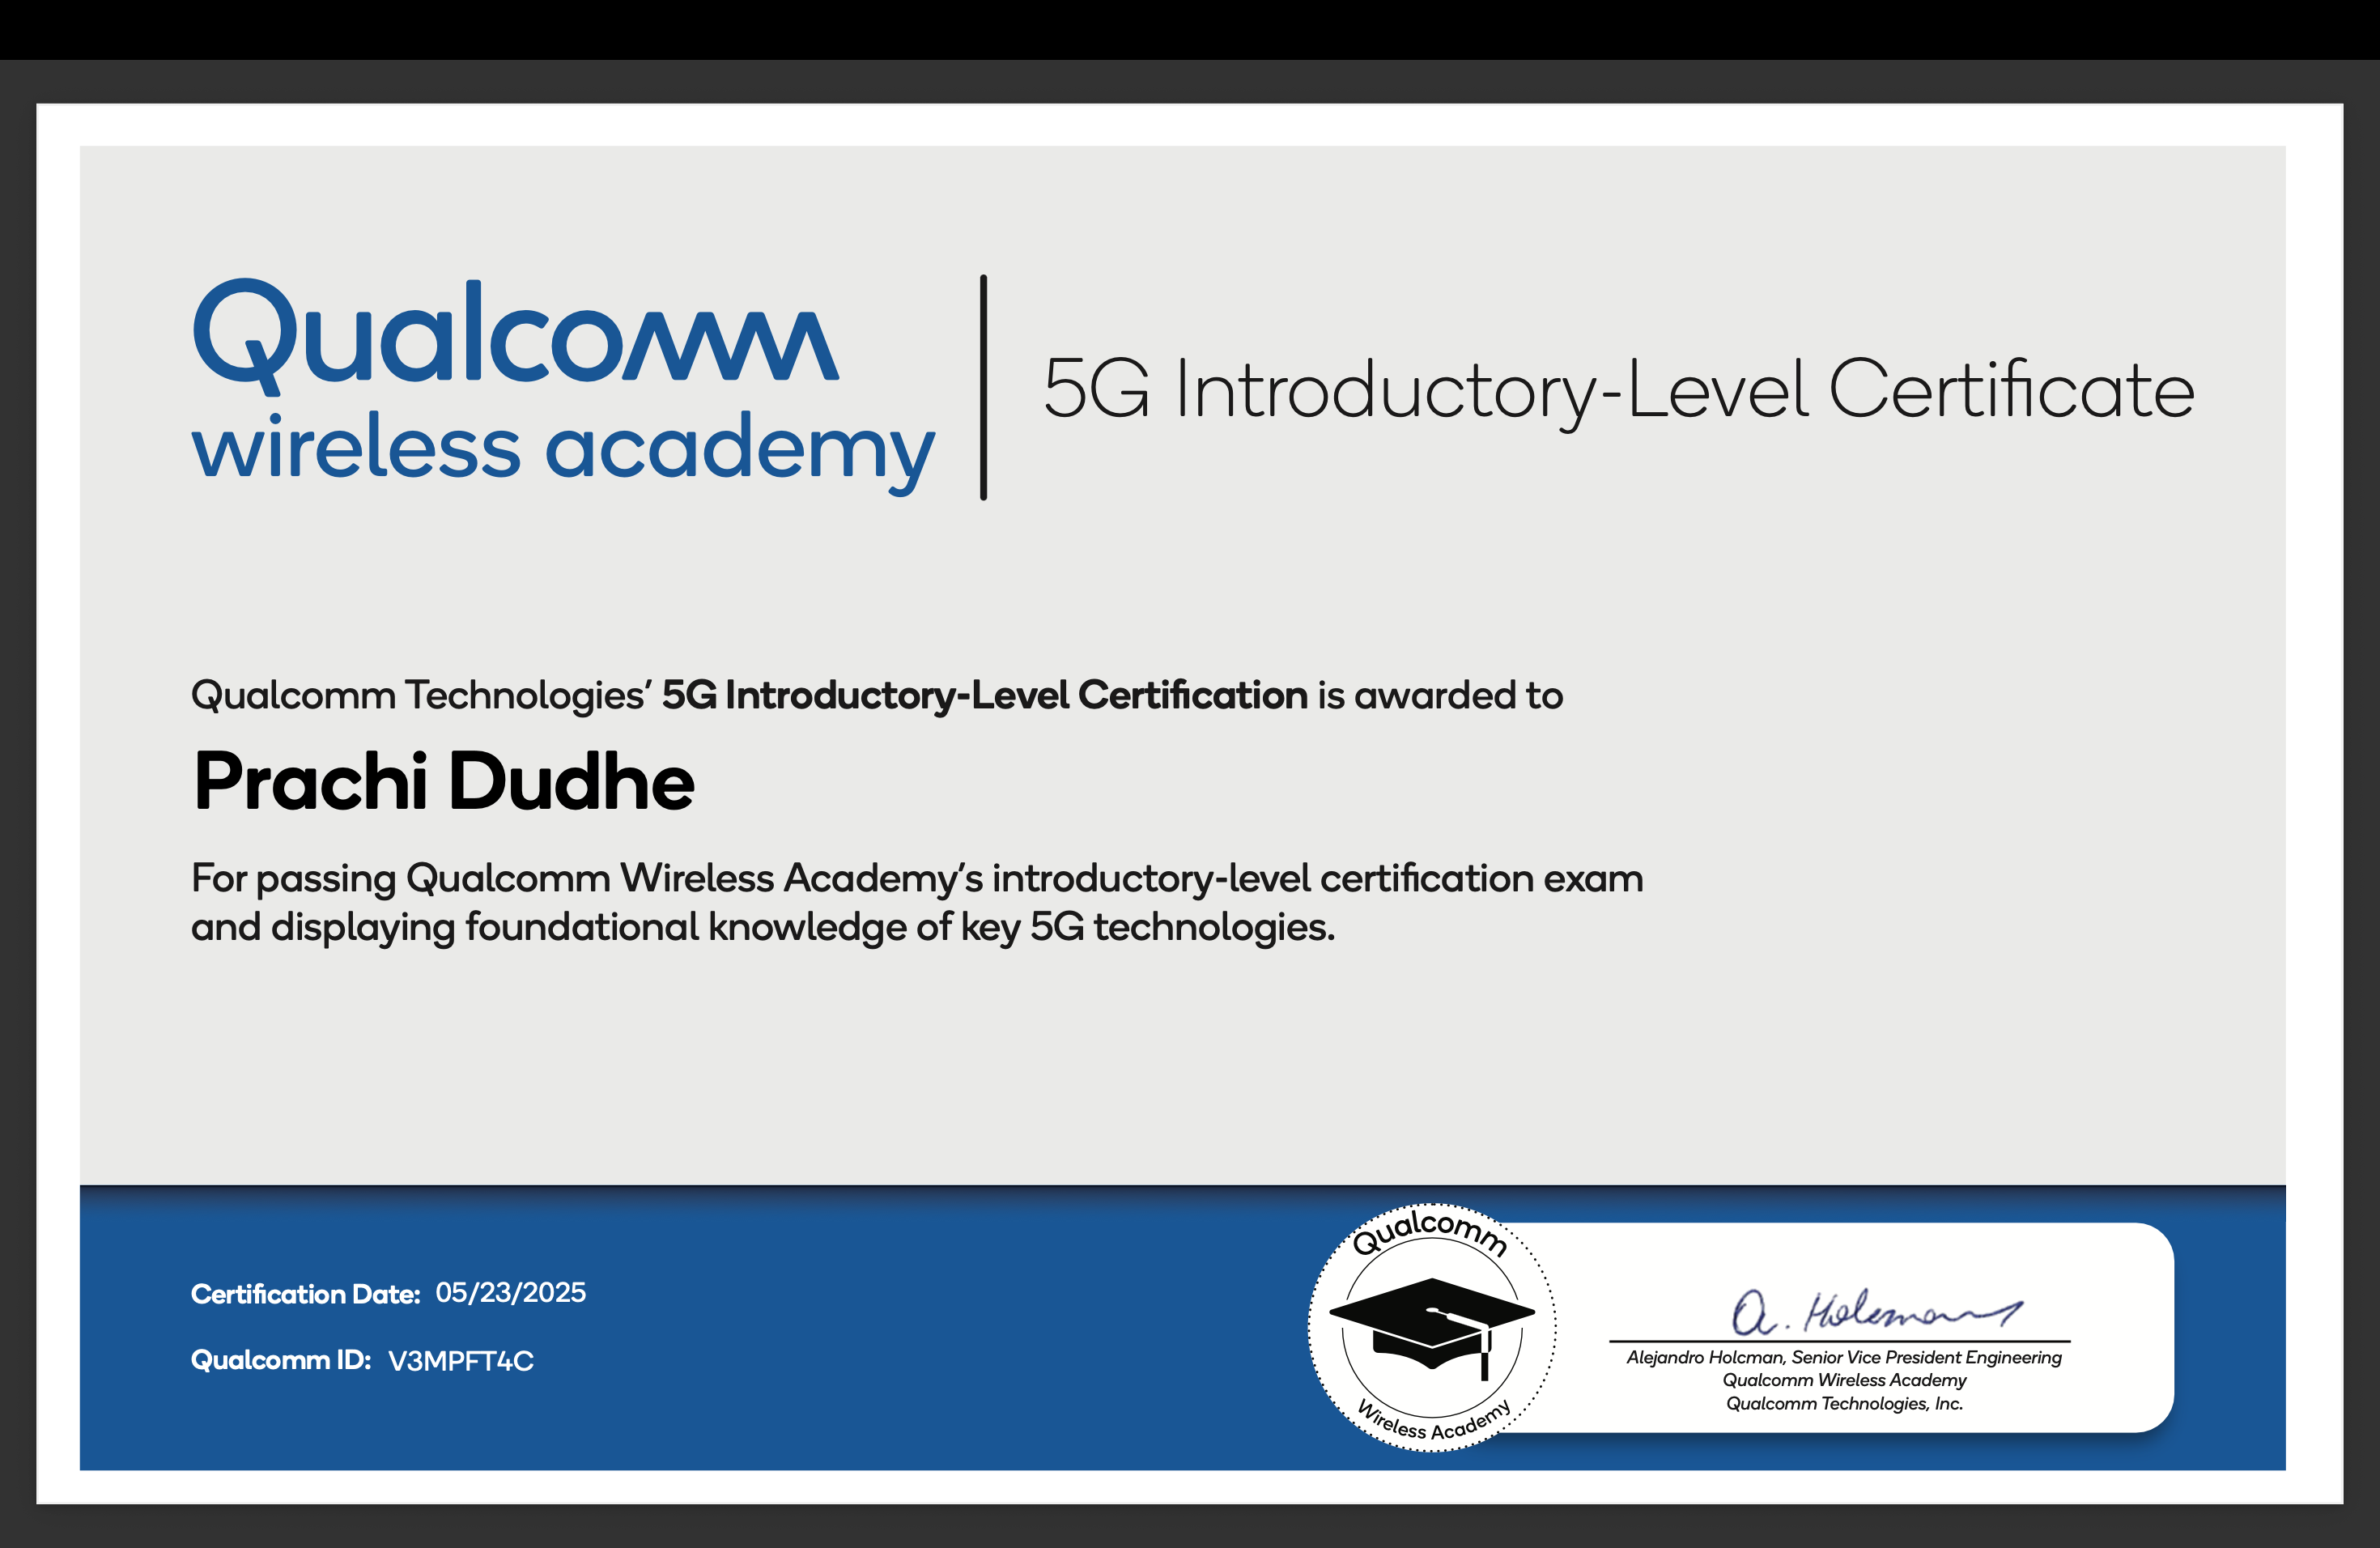 Qualcomm
wireless academy
5G Introductory-Level Certificate
Qualcomm Technologies’ 5G Introductory-Level Certification is awarded to
Prachi Dudhe
For passing Qualcomm Wireless Academy’s introductory-level certification exam
and displaying foundational knowledge of key 5G technologies.
Certification Date: 05/23/2025
Qualcomm ID: V3MPFT4C
Qualcomm
Wireless Academy
A. Holcman
Alejandro Holcman, Senior Vice President Engineering
Qualcomm Wireless Academy
Qualcomm Technologies, Inc.